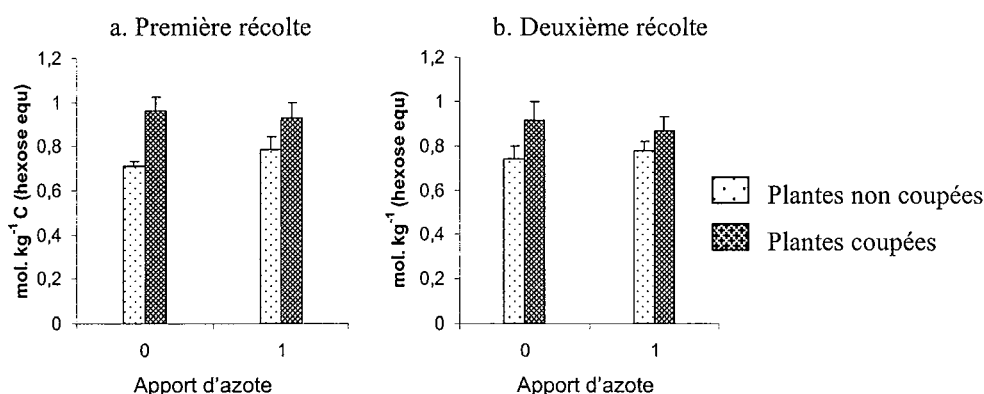 a. Première récolte
mol. kg⁻¹ C (hexose equ)
1,2
1
0,8
0,6
0,4
0,2
0
0
1
Apport d'azote
b. Deuxième récolte
mol. kg⁻¹ (hexose equ)
1,2
1
0,8
0,6
0,4
0,2
0
0
1
Apport d'azote
Plantes non coupées
Plantes coupées